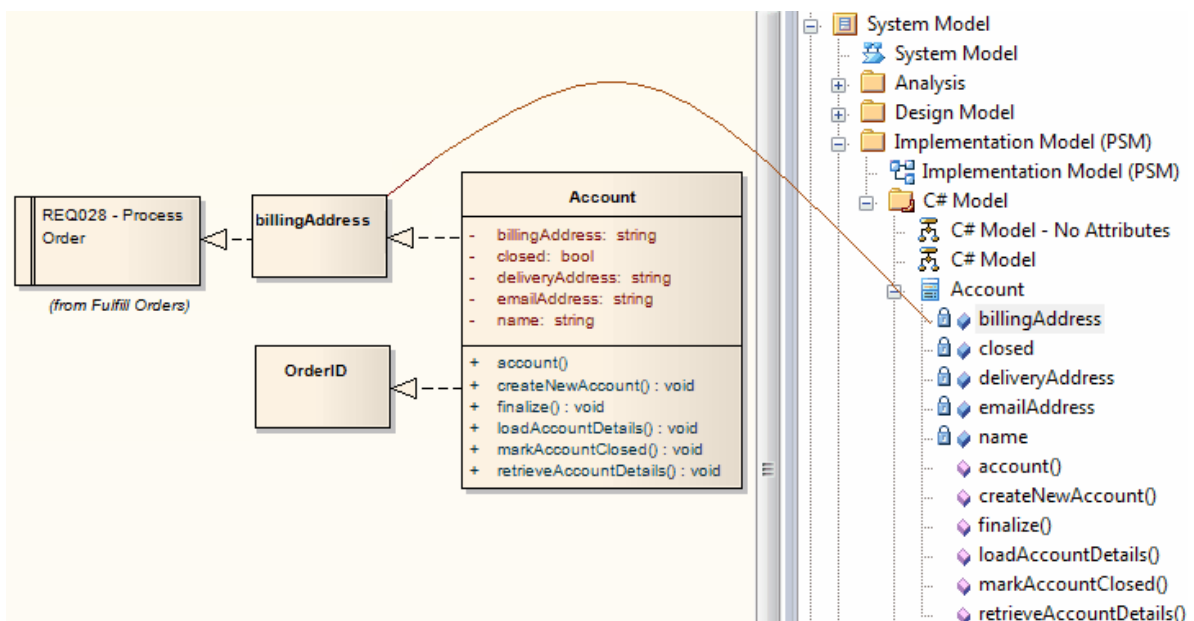 REQ028 - Process
Order
(from Fulfill Orders)
billingAddress
OrderID
Account
- billingAddress: string
- closed: bool
- deliveryAddress: string
- emailAddress: string
- name: string
+ account()
+ createNewAccount() : void
+ finalize() : void
+ loadAccountDetails() : void
+ markAccountClosed() : void
+ retrieveAccountDetails() : void
System Model
System Model
Analysis
Design Model
Implementation Model (PSM)
Implementation Model (PSM)
C# Model
C# Model - No Attributes
C# Model
Account
billingAddress
closed
deliveryAddress
emailAddress
name
account()
createNewAccount()
finalize()
loadAccountDetails()
markAccountClosed()
retrieveAccountDetails()